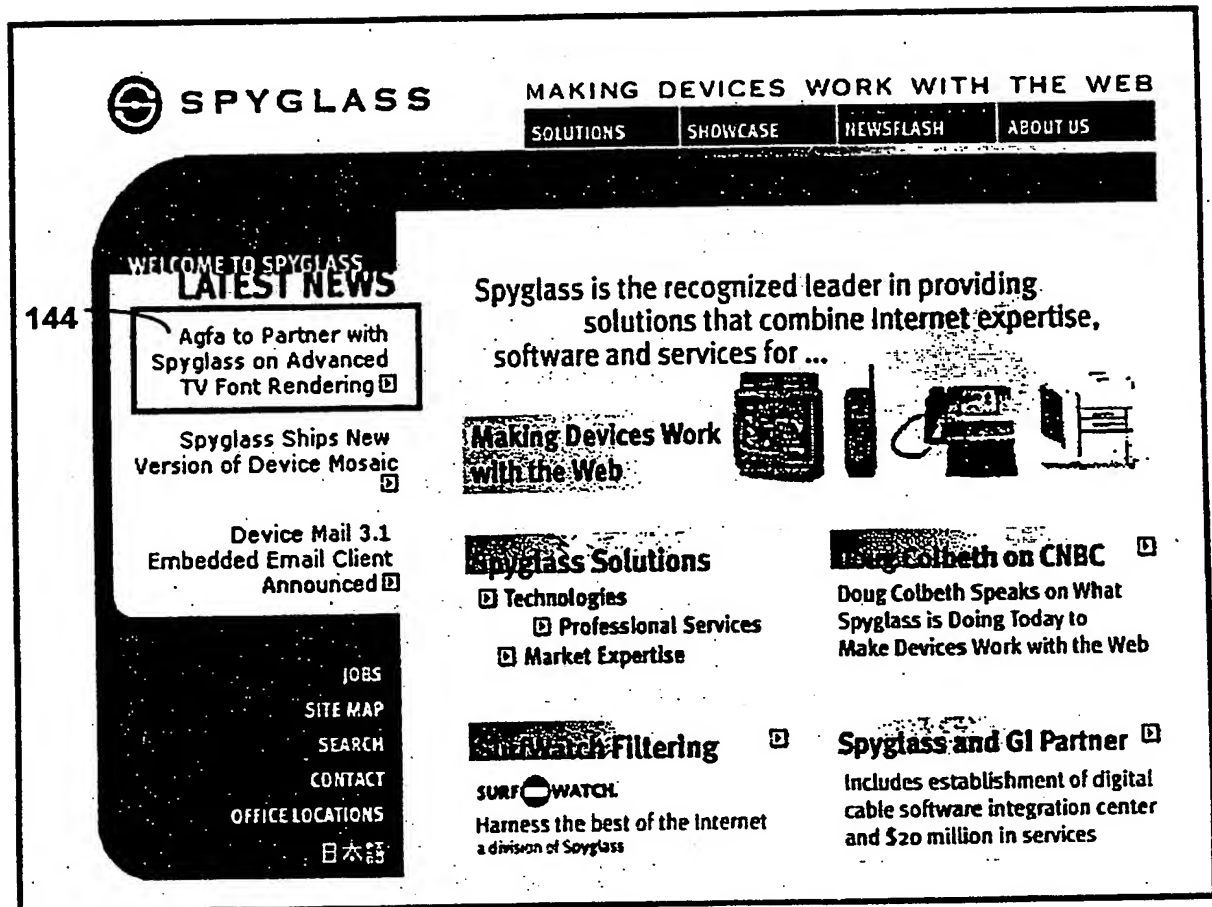 SPYGLASS
MAKING DEVICES WORK WITH THE WEB
SOLUTIONS
SHOWCASE
NEWSFLASH
ABOUT US
WELCOME TO SPYGLASS
LATEST NEWS
144
Agfa to Partner with
Spyglass on Advanced
TV Font Rendering
Spyglass Ships New
Version of Device Mosaic
Device Mail 3.1
Embedded Email Client
Announced
JOBS
SITE MAP
SEARCH
CONTACT
OFFICE LOCATIONS
日本語
Spyglass is the recognized leader in providing
solutions that combine Internet expertise,
software and services for ...
Making Devices Work
with the Web
Spyglass Solutions
Technologies
Professional Services
Market Expertise
Doug Colbeth on CNBC
Doug Colbeth Speaks on What
Spyglass is Doing Today to
Make Devices Work with the Web
SurfWatch Filtering
SURF WATCH.
Harness the best of the Internet
a division of Spyglass
Spyglass and GI Partner
Includes establishment of digital
cable software integration center
and $20 million in services